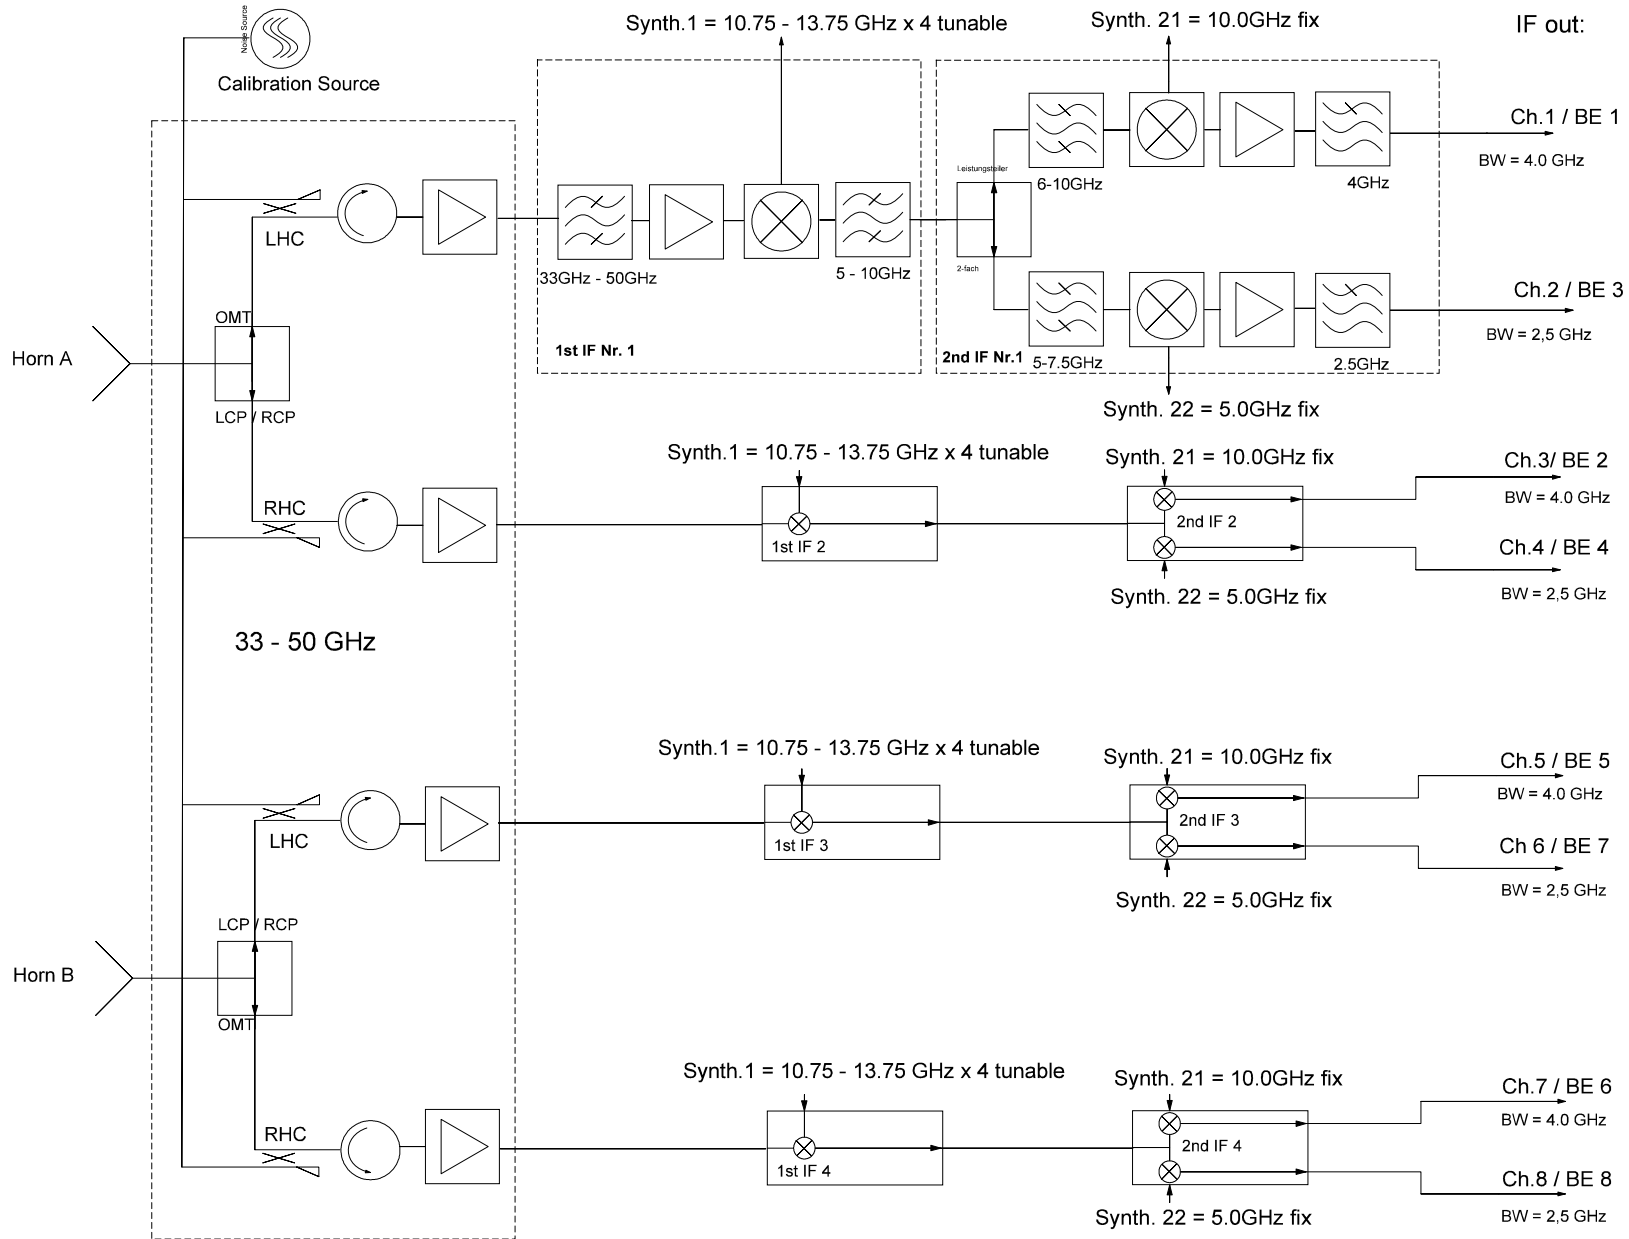 Synth.1 = 10.75 - 13.75 GHz x 4 tunable
Synth. 21 = 10.0GHz fix
IF out:
Noise Source
Calibration Source
Ch.1 / BE 1
BW = 4.0 GHz
Leistungsteiler
6-10GHz
4GHz
LHC
33GHz - 50GHz
5 - 10GHz
2-fach
Ch.2 / BE 3
BW = 2,5 GHz
OMT
Horn A
1st IF Nr. 1
2nd IF Nr.1
5-7.5GHz
2.5GHz
LCP / RCP
Synth. 22 = 5.0GHz fix
Synth.1 = 10.75 - 13.75 GHz x 4 tunable
Synth. 21 = 10.0GHz fix
Ch.3/ BE 2
BW = 4.0 GHz
RHC
1st IF 2
2nd IF 2
Ch.4 / BE 4
Synth. 22 = 5.0GHz fix
BW = 2,5 GHz
33 - 50 GHz
Synth.1 = 10.75 - 13.75 GHz x 4 tunable
Synth. 21 = 10.0GHz fix
Ch.5 / BE 5
BW = 4.0 GHz
LHC
1st IF 3
2nd IF 3
Ch 6 / BE 7
Synth. 22 = 5.0GHz fix
BW = 2,5 GHz
LCP / RCP
Horn B
OMT
Synth.1 = 10.75 - 13.75 GHz x 4 tunable
Synth. 21 = 10.0GHz fix
Ch.7 / BE 6
BW = 4.0 GHz
RHC
1st IF 4
2nd IF 4
Ch.8 / BE 8
Synth. 22 = 5.0GHz fix
BW = 2,5 GHz